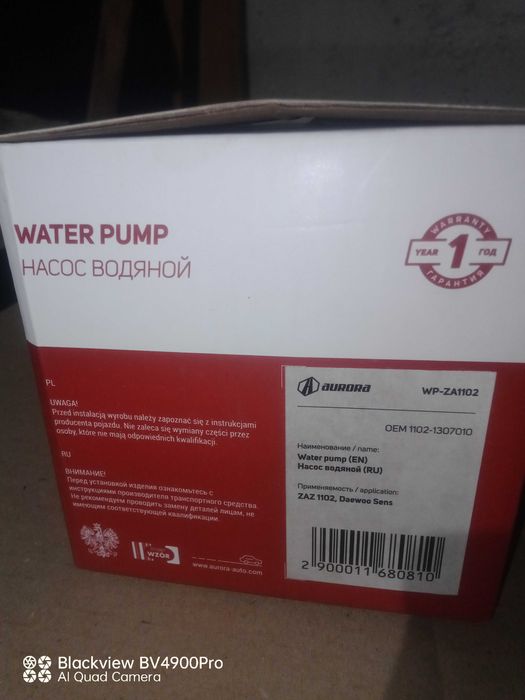 WATER PUMP
НАСОС ВОДЯНОЙ
WARRANTY
YEAR 1 ГОД
ГАРАНТИЯ
PL
UWAGA!
Przed instalacją wyrobu należy zapoznać się z instrukcjami
producenta pojazdu. Nie zaleca się wymiany części przez
osoby, które nie mają odpowiednich kwalifikacji.
RU
ВНИМАНИЕ!
Перед установкой изделия ознакомьтесь с
инструкциями производителя транспортного средства.
Не рекомендуем проводить замену деталей лицам, не
имеющим соответствующей квалификации.
WZÓR
www.aurora-auto.com
AURORA
WP-ZA1102
OEM 1102-1307010
Наименование / name:
Water pump (EN)
Насос водяной (RU)
Применяемость / application:
ZAZ 1102, Daewoo Sens
2 900011 680810
Blackview BV4900Pro
AI Quad Camera